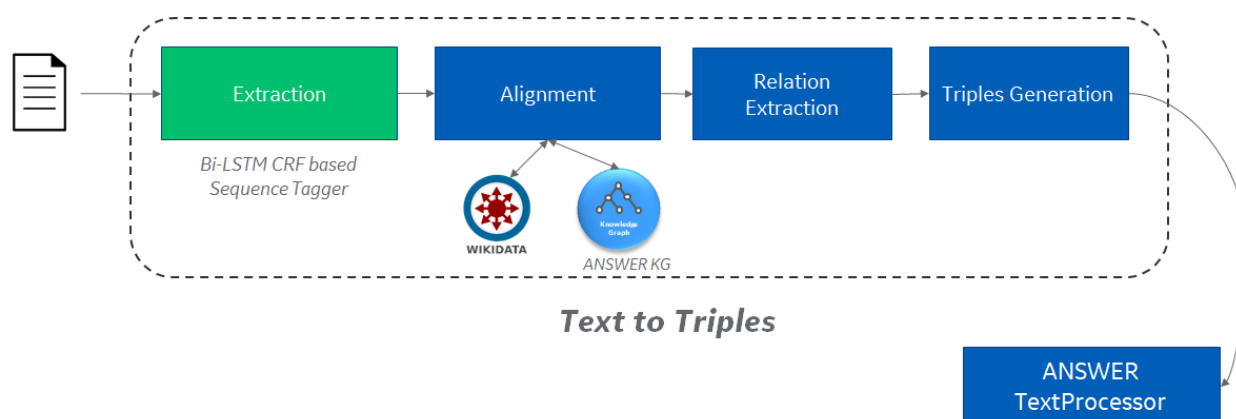 Extraction
Alignment
Relation
Extraction
Triples Generation
Bi-LSTM CRF based
Sequence Tagger
WIKIDATA
Knowledge
Graph
ANSWER KG
Text to Triples
ANSWER
TextProcessor